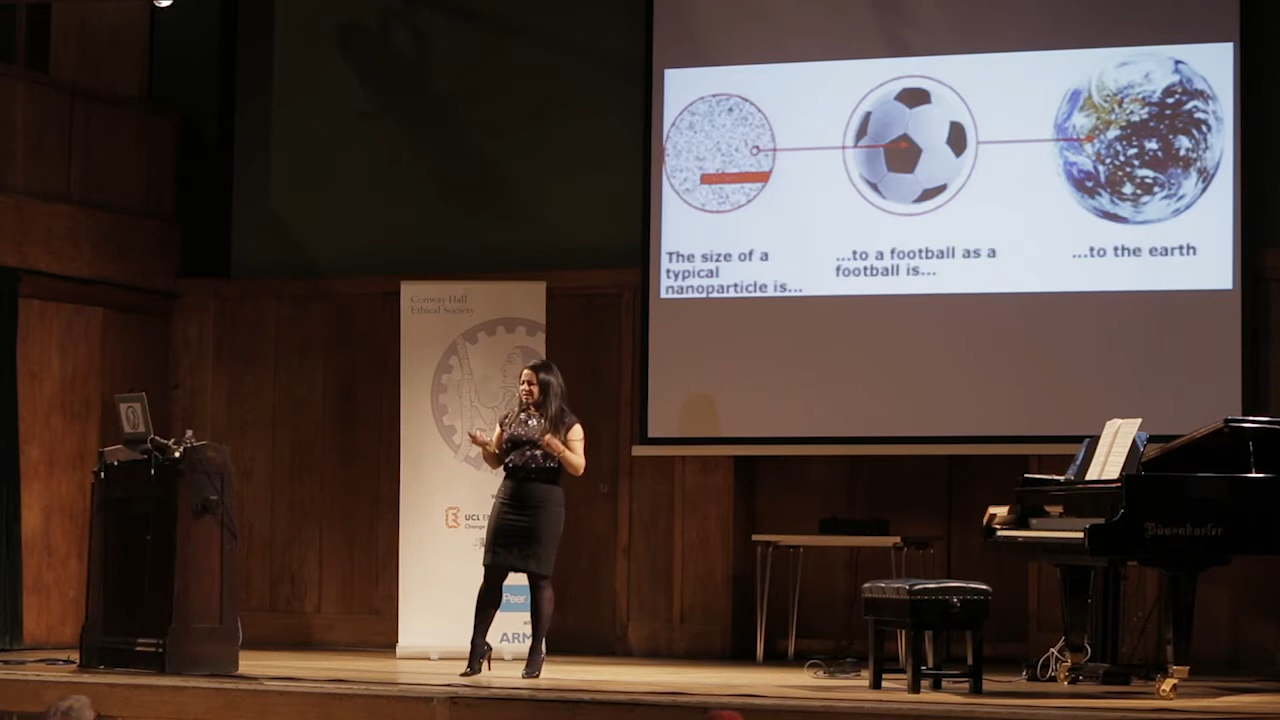 The size of a
typical
nanoparticle is...
...to a football as a
football is...
...to the earth
Conway Hall
Ethical Society
UCL
Change
Peer
ARM
Bösendorfer